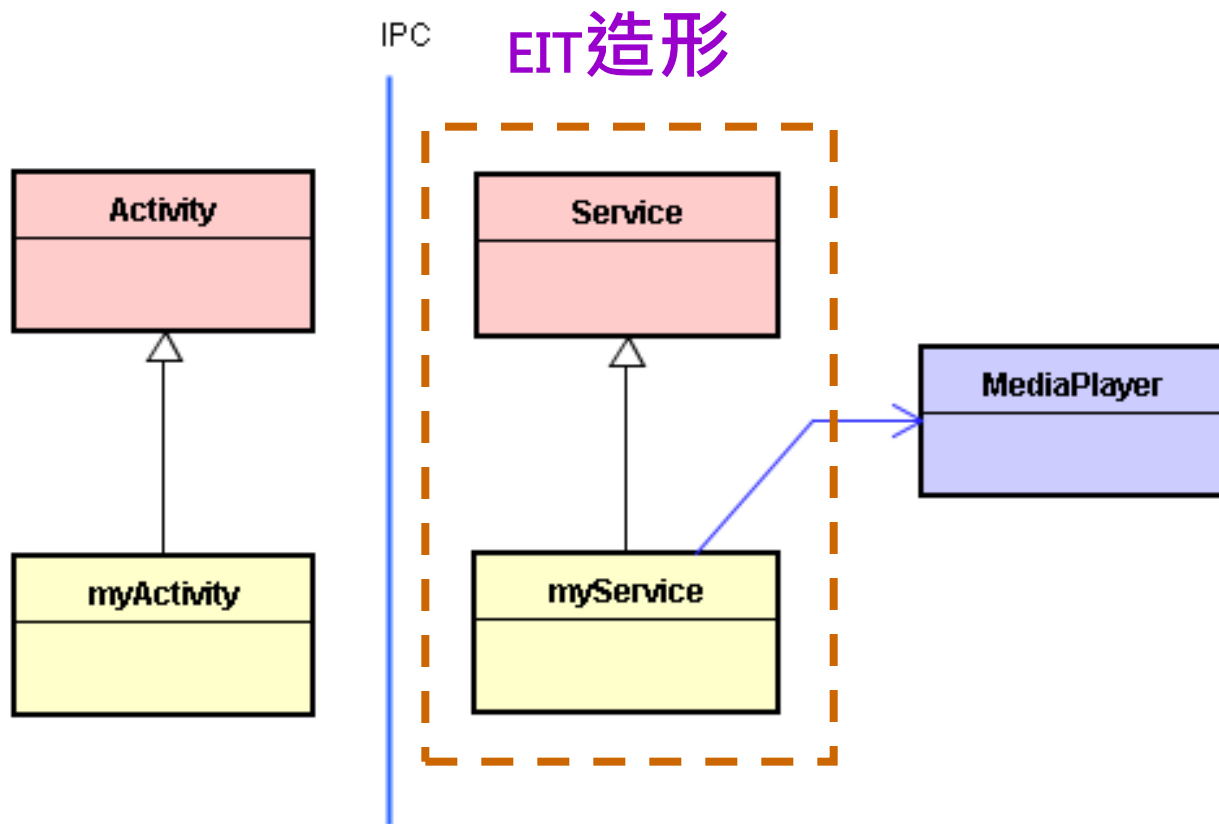 IPC
EIT造形
Activity
Service
MediaPlayer
myActivity
myService